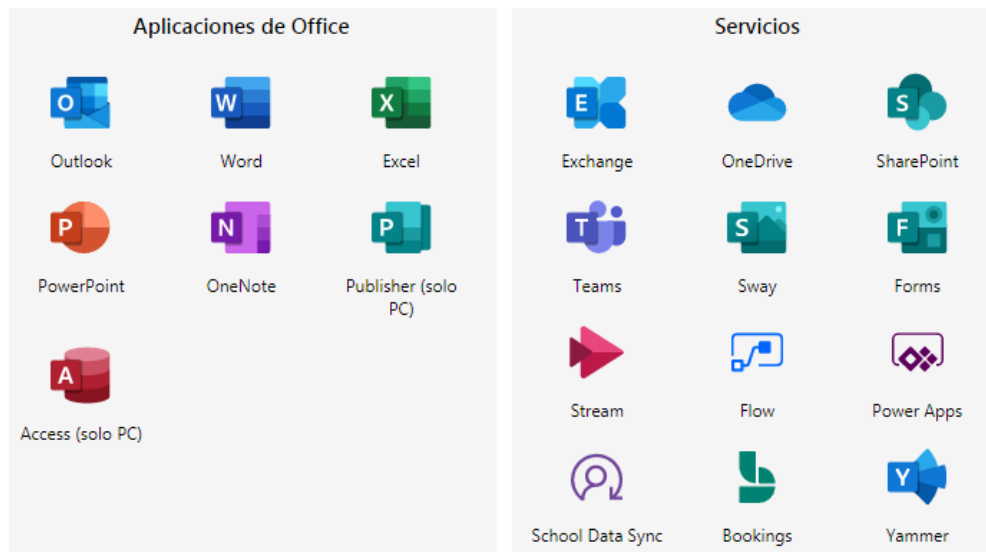 Aplicaciones de Office
O
W
X
Outlook
Word
Excel
P
N
P
PowerPoint
OneNote
Publisher (solo
PC)
A
Access (solo PC)
Servicios
E
S
Exchange
OneDrive
SharePoint
T
S
F
Teams
Sway
Forms
Stream
Flow
Power Apps
Y
School Data Sync
Bookings
Yammer